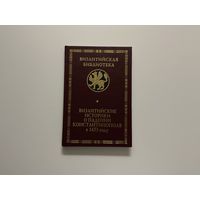 ВИЗАНТИЙСКАЯ
БИБЛИОТЕКА
ВИЗАНТИЙСКИЕ
ИСТОРИКИ
О ПАДЕНИИ
КОНСТАНТИНОПОЛЯ
в 1453 году